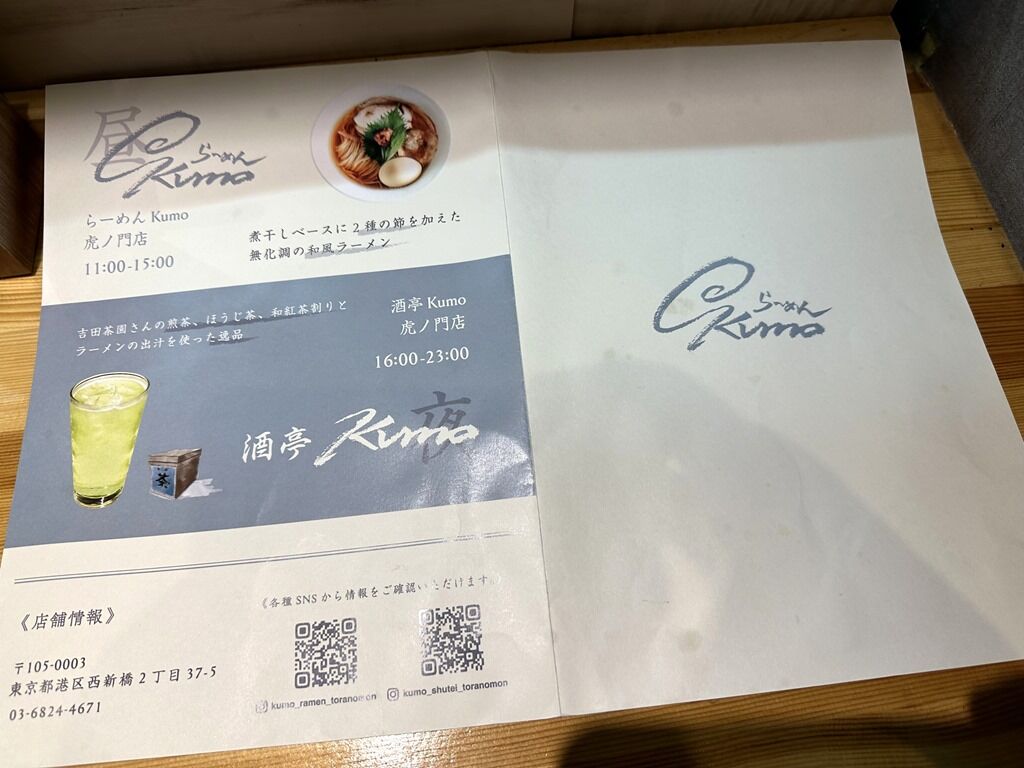 昼
らーめん
Kumo
らーめん Kumo
虎ノ門店
11:00-15:00
煮干しベースに2種の節を加えた
無化調の和風ラーメン
吉田茶園さんの煎茶、ほうじ茶、和紅茶割りと
ラーメンの出汁を使った逸品
酒亭 Kumo
虎ノ門店
16:00-23:00
夜
酒亭 Kumo
茶
《店舗情報》
〒105-0003
東京都港区西新橋2丁目37-5
03-6824-4671
《各種SNSから情報をご確認いただけます》
kumo_ramen_toranomon
kumo_shutei_toranomon
らーめん
Kumo